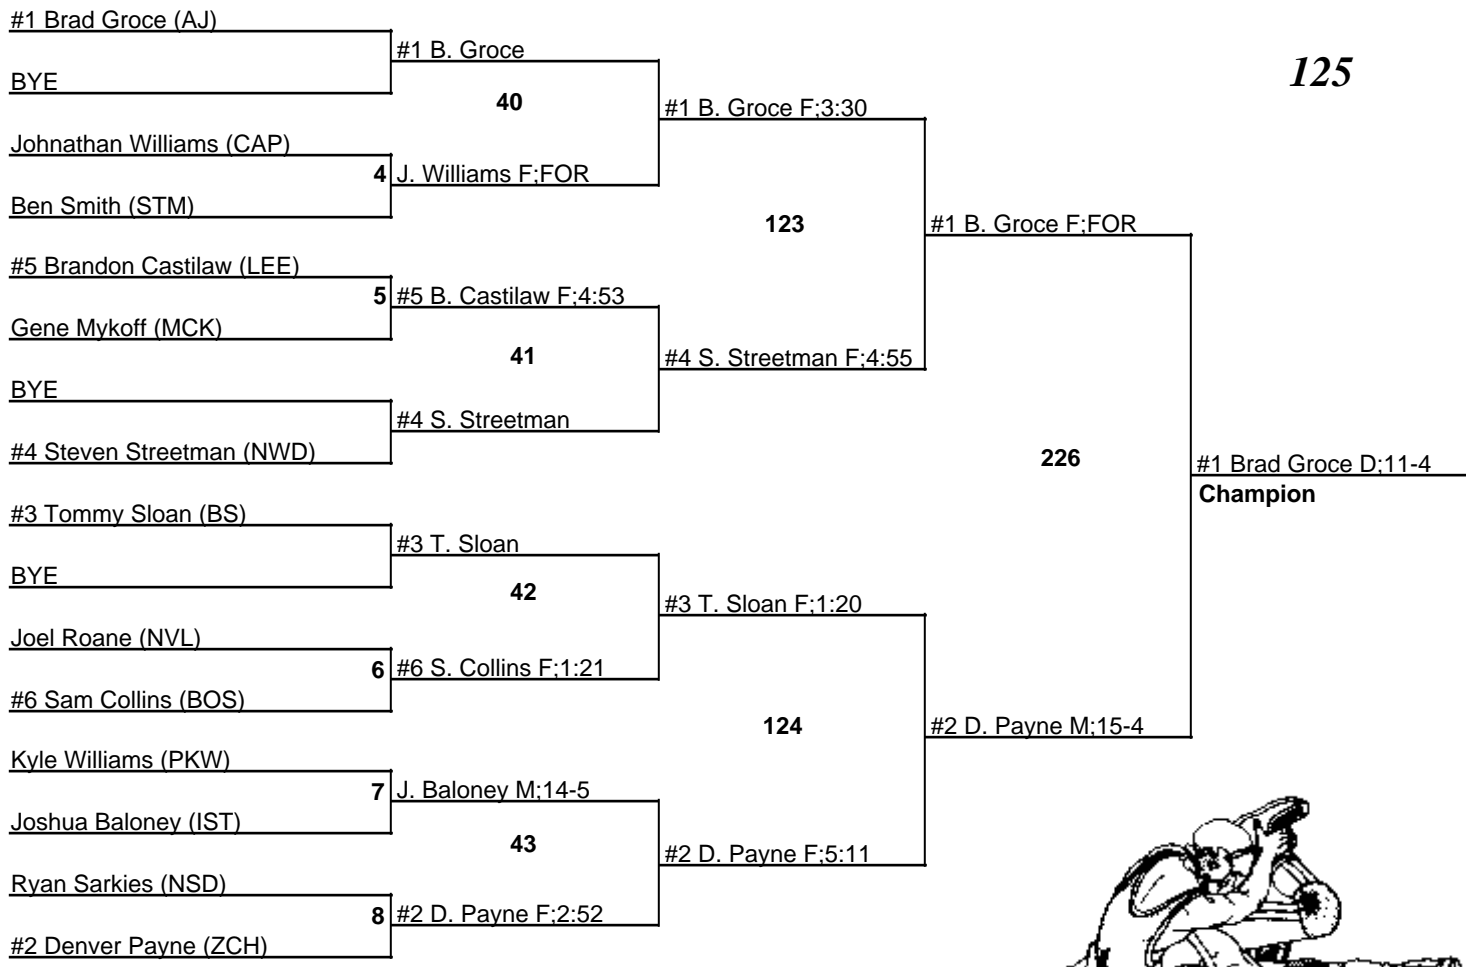 #1 Brad Groce (AJ)
#1 B. Groce
125
BYE
40
#1 B. Groce F;3:30
Johnathan Williams (CAP)
4 J. Williams F;FOR
Ben Smith (STM)
123
#1 B. Groce F;FOR
#5 Brandon Castilaw (LEE)
5 #5 B. Castilaw F;4:53
Gene Mykoff (MCK)
41
#4 S. Streetman F;4:55
BYE
#4 S. Streetman
#4 Steven Streetman (NWD)
226
#1 Brad Groce D;11-4
Champion
#3 Tommy Sloan (BS)
#3 T. Sloan
BYE
42
#3 T. Sloan F;1:20
Joel Roane (NVL)
6 #6 S. Collins F;1:21
#6 Sam Collins (BOS)
124
#2 D. Payne M;15-4
Kyle Williams (PKW)
7 J. Baloney M;14-5
Joshua Baloney (IST)
43
#2 D. Payne F;5:11
Ryan Sarkies (NSD)
8 #2 D. Payne F;2:52
#2 Denver Payne (ZCH)